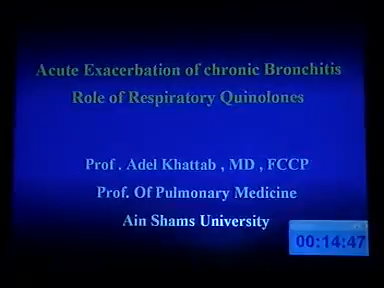 Acute Exacerbation of chronic Bronchitis
Role of Respiratory Quinolones
Prof . Adel Khattab , MD , FCCP
Prof. Of Pulmonary Medicine
Ain Shams University
00:14:47